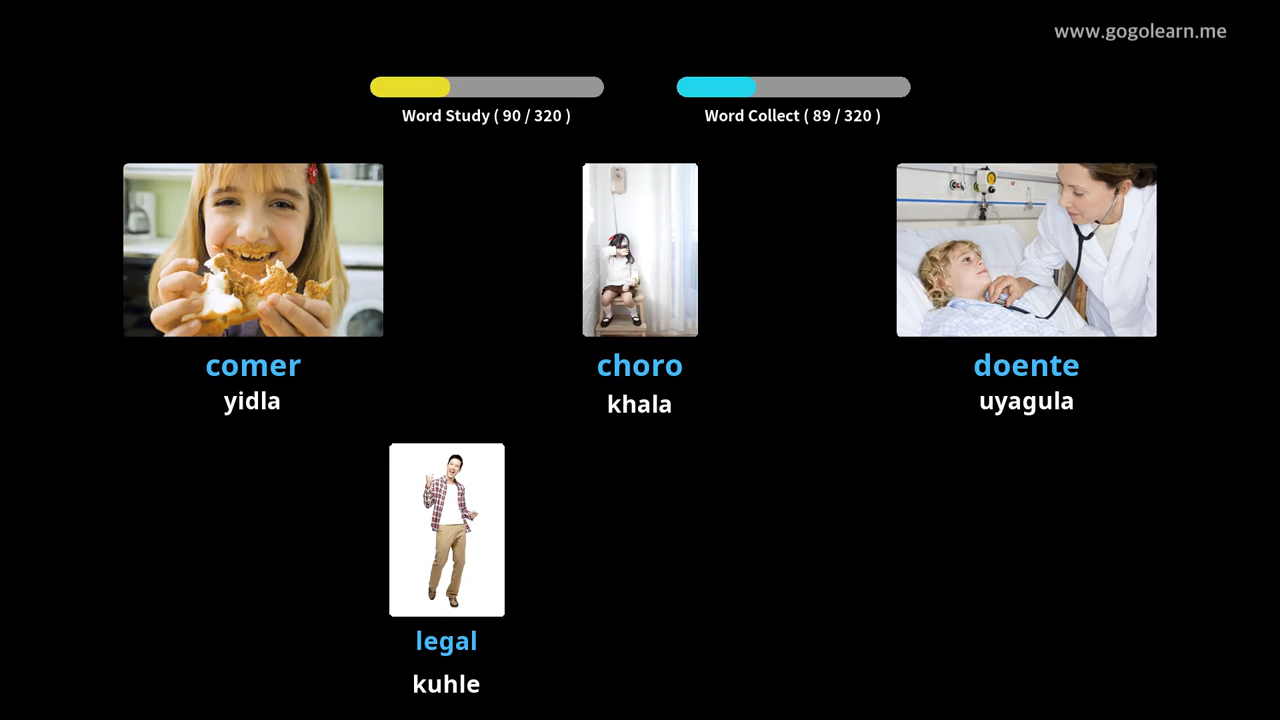 www.gogolearn.me
Word Study ( 90 / 320 )
Word Collect ( 89 / 320 )
comer
yidla
choro
khala
doente
uyagula
legal
kuhle